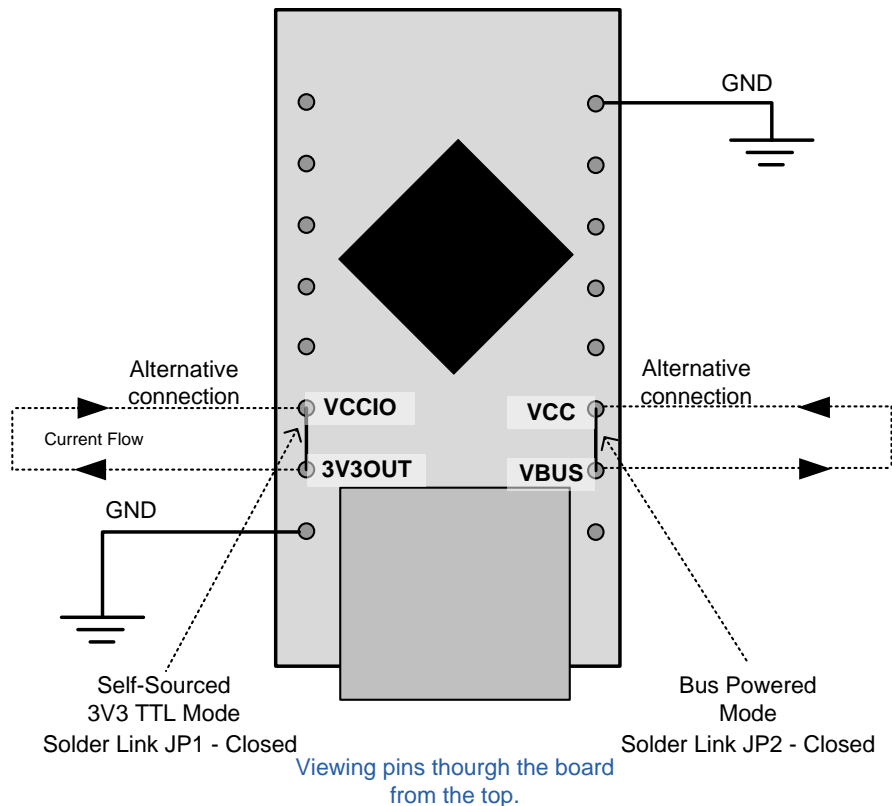 GND
Alternative
connection
Alternative
connection
VCCIO
VCC
Current Flow
3V3OUT
VBUS
GND
Self-Sourced
3V3 TTL Mode
Solder Link JP1 - Closed
Bus Powered
Mode
Solder Link JP2 - Closed
Viewing pins thourgh the board
from the top.